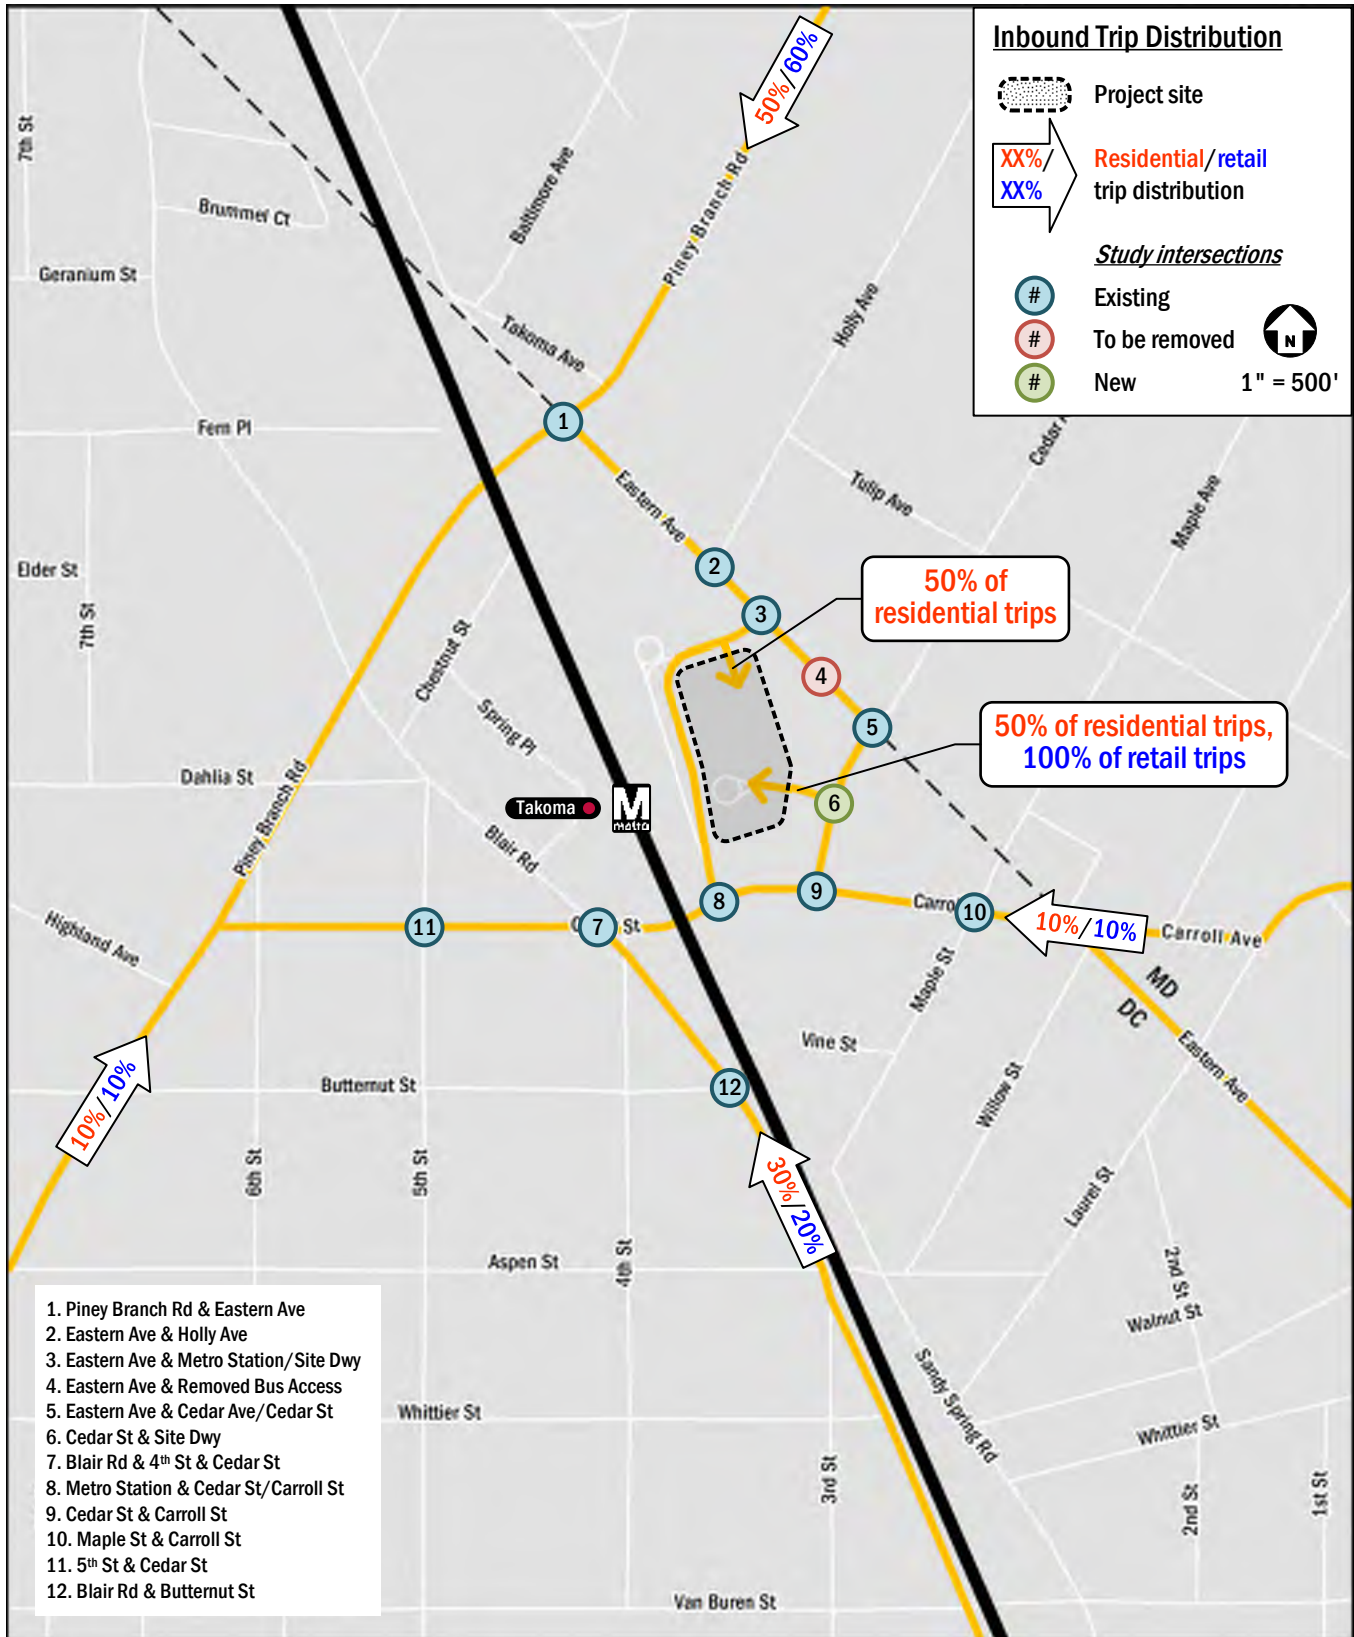 Inbound Trip Distribution
Project site
XX%/
XX%
Residential/retail
trip distribution
Study intersections
# Existing
# To be removed
# New
N
1" = 500'
50%/60%
7th St
Brummel Ct
Geranium St
Baltimore Ave
Piney Branch Rd
Takoma Ave
Holly Ave
Fern Pl
1
Eastern Ave
Tulip Ave
Cedar
Maple Ave
Elder St
7th St
2
3
50% of
residential trips
4
5
Chestnut St
Spring Pl
50% of residential trips,
100% of retail trips
Dahlia St
Piney Branch Rd
Takoma
M
metro
6
Blair Rd
8
9
Carro
10
10%/10%
Carroll Ave
Highland Ave
11
7
St
MD
DC
Maple St
Vine St
Eastern Ave
Willow St
10%/10%
Butternut St
12
6th St
5th St
30%/20%
Laurel St
Aspen St
4th St
2nd St
Walnut St
Sandy Spring Rd
Whittier St
Whittier St
3rd St
2nd St
1st St
Van Buren St
1. Piney Branch Rd & Eastern Ave
2. Eastern Ave & Holly Ave
3. Eastern Ave & Metro Station/Site Dwy
4. Eastern Ave & Removed Bus Access
5. Eastern Ave & Cedar Ave/Cedar St
6. Cedar St & Site Dwy
7. Blair Rd & 4th St & Cedar St
8. Metro Station & Cedar St/Carroll St
9. Cedar St & Carroll St
10. Maple St & Carroll St
11. 5th St & Cedar St
12. Blair Rd & Butternut St